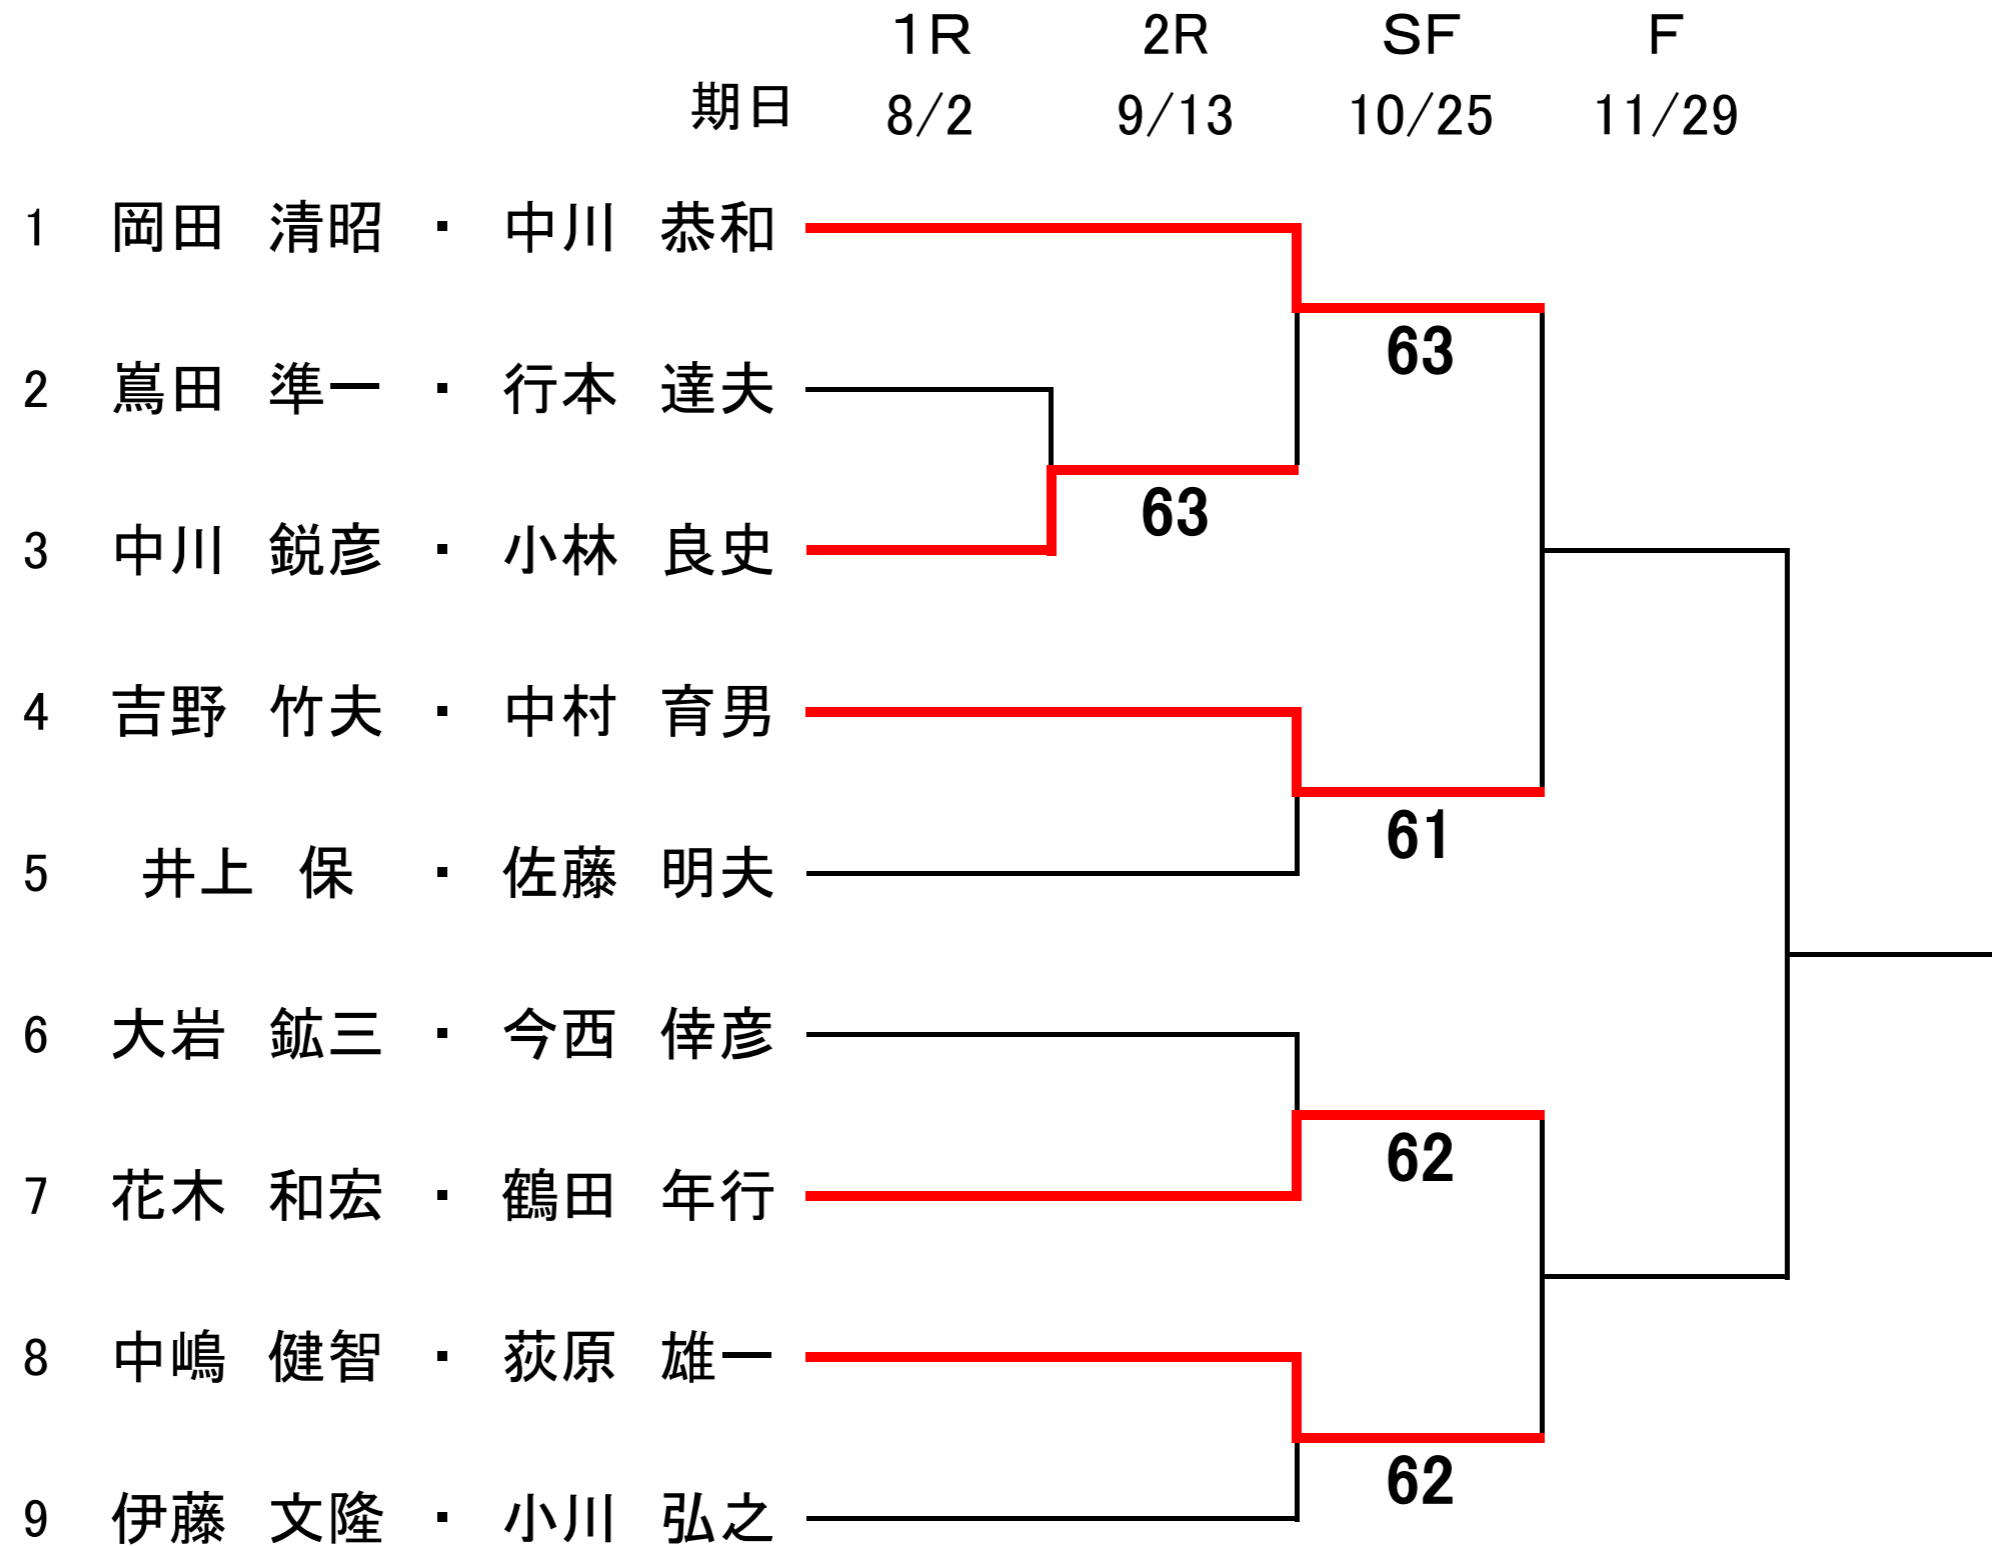 １Ｒ 2R ＳＦ Ｆ
期日 8/2 9/13 10/25 11/29
1 岡田 清昭 ・ 中川 恭和
63
2 嶌田 準一 ・ 行本 達夫
63
3 中川 鋭彦 ・ 小林 良史
4 吉野 竹夫 ・ 中村 育男
61
5 井上 保 ・ 佐藤 明夫
6 大岩 鉱三 ・ 今西 倖彦
62
7 花木 和宏 ・ 鶴田 年行
8 中嶋 健智 ・ 荻原 雄一
62
9 伊藤 文隆 ・ 小川 弘之